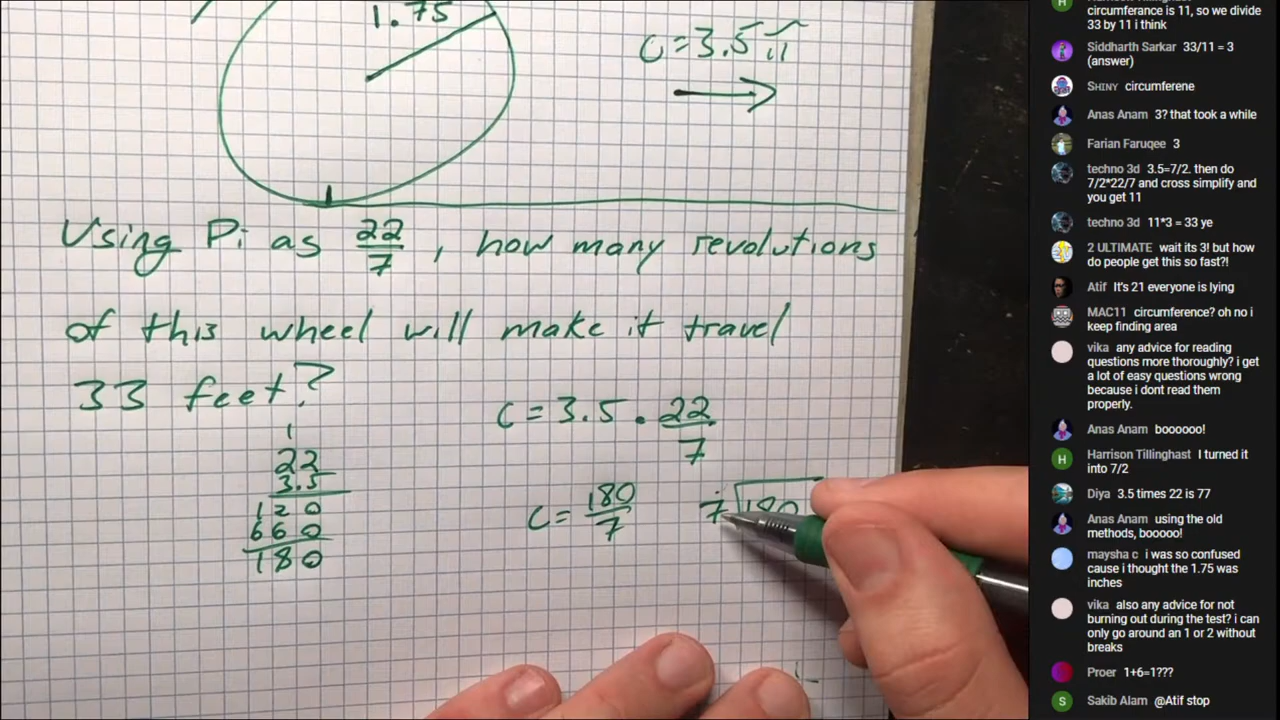 1.75
C = 3.5 π
Using Pi as 22/7, how many revolutions
of this wheel will make it travel
33 feet?
C = 3.5 · 22/7
1
22
3.5
120
660
180
C = 180/7
7 180
circumferance is 11, so we divide
33 by 11 i think
Siddharth Sarkar 33/11 = 3
(answer)
SHINY circumferene
Anas Anam 3? that took a while
Farian Faruqee 3
techno 3d 3.5=7/2. then do
7/2*22/7 and cross simplify and
you get 11
techno 3d 11*3 = 33 ye
2 ULTIMATE wait its 3! but how
do people get this so fast?!
Atif It's 21 everyone is lying
MAC11 circumference? oh no i
keep finding area
vika any advice for reading
questions more thoroughly? i get
a lot of easy questions wrong
because i dont read them
properly.
Anas Anam boooooo!
Harrison Tillinghast I turned it
into 7/2
Diya 3.5 times 22 is 77
Anas Anam using the old
methods, booooo!
maysha c i was so confused
cause i thought the 1.75 was
inches
vika also any advice for not
burning out during the test? i can
only go around an 1 or 2 without
breaks
Proer 1+6=1???
Sakib Alam @Atif stop